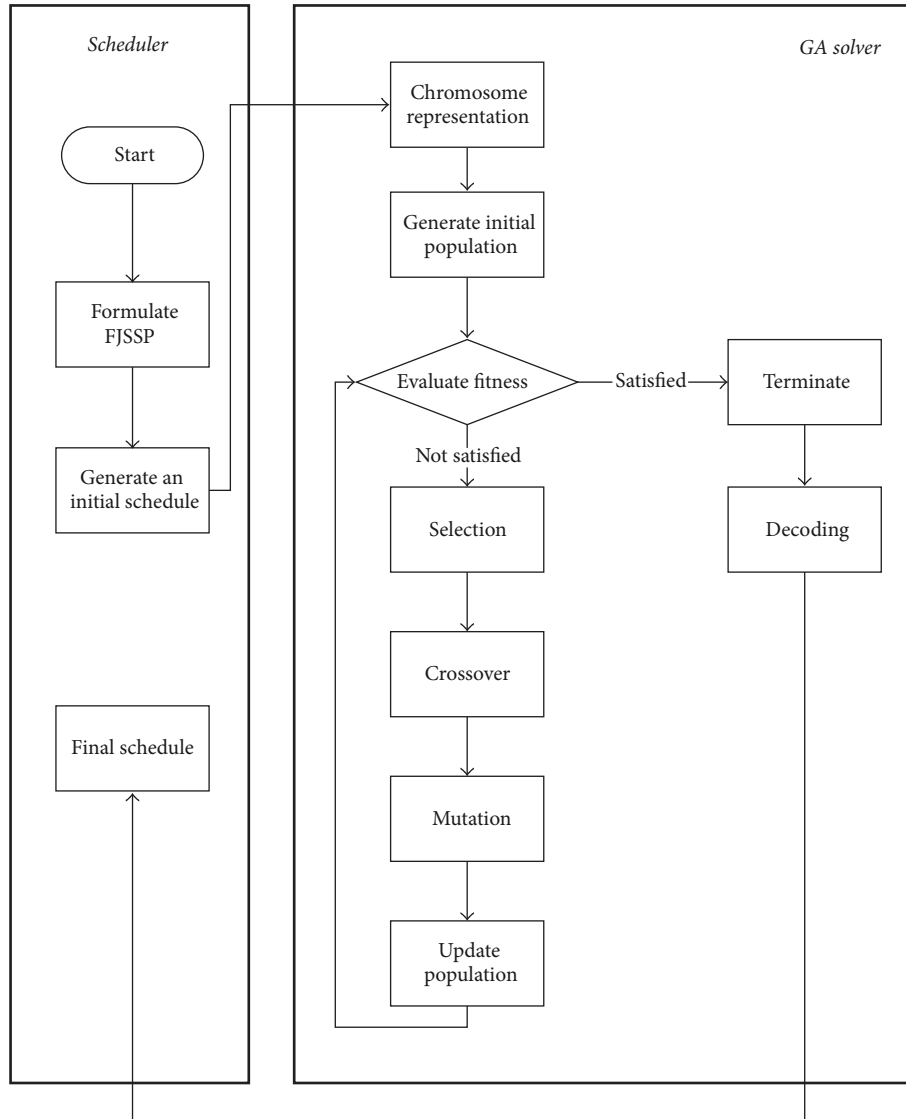 Scheduler
Start
Formulate
FJSSP
Generate an
initial schedule
Final schedule
GA solver
Chromosome
representation
Generate initial
population
Evaluate fitness
Satisfied
Terminate
Not satisfied
Selection
Decoding
Crossover
Mutation
Update
population